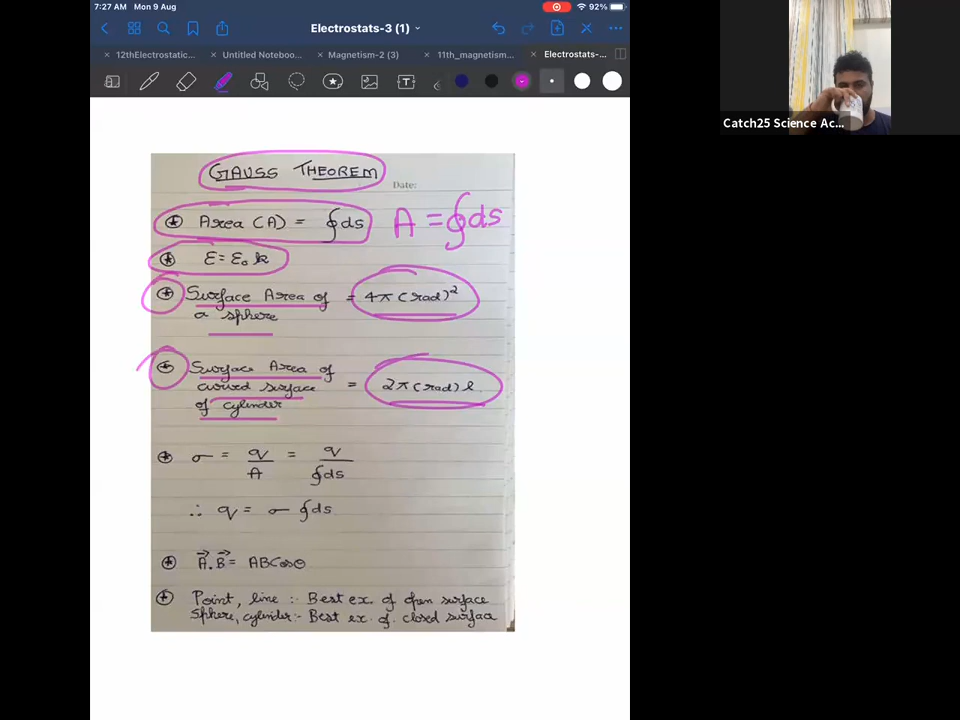 7:27 AM Mon 9 Aug
92%
Electrostats-3 (1)
12thElectrostatic...
Untitled Noteboo...
Magnetism-2 (3)
11th_magnetism...
Electrostats-...
Catch25 Science Ac...
GAUSS THEOREM
Date:
Area (A) = ∮ds
A = ∮ds
ε = ε₀ k
Surface Area of = 4π(rad)²
a sphere
Surface Area of
curved surface = 2π(rad)l
of cylinder
σ = q/A = q/∮ds
∴ q = σ ∮ds
A⃗.B⃗ = ABCosθ
Point, line :- Best ex. of open surface
Sphere, cylinder:- Best ex. of closed surface